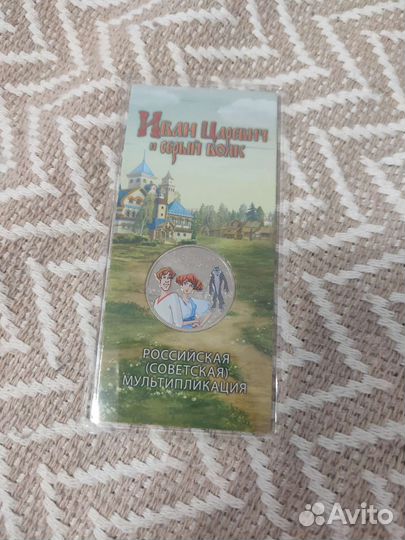 Иван Царевич
и серый волк
РОССИЙСКАЯ
(СОВЕТСКАЯ)
МУЛЬТИПЛИКАЦИЯ
Avito